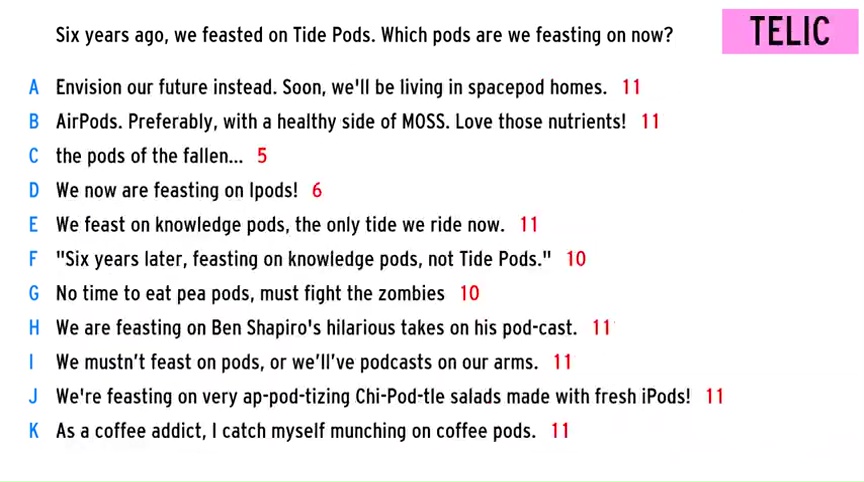 Six years ago, we feasted on Tide Pods. Which pods are we feasting on now?
TELIC
A Envision our future instead. Soon, we'll be living in spacepod homes. 11
B AirPods. Preferably, with a healthy side of MOSS. Love those nutrients! 11
C the pods of the fallen... 5
D We now are feasting on Ipods! 6
E We feast on knowledge pods, the only tide we ride now. 11
F "Six years later, feasting on knowledge pods, not Tide Pods." 10
G No time to eat pea pods, must fight the zombies 10
H We are feasting on Ben Shapiro's hilarious takes on his pod-cast. 11
I We mustn’t feast on pods, or we’ll’ve podcasts on our arms. 11
J We're feasting on very ap-pod-tizing Chi-Pod-tle salads made with fresh iPods! 11
K As a coffee addict, I catch myself munching on coffee pods. 11